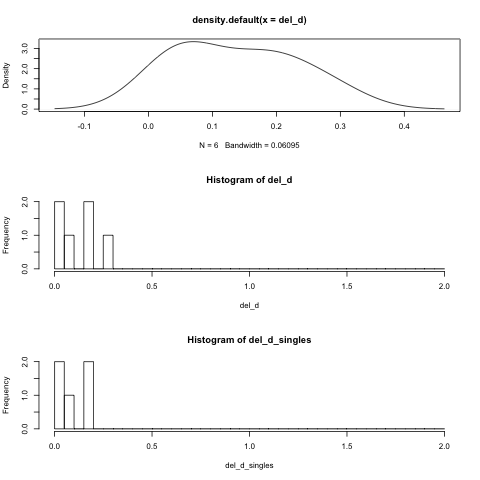 density.default(x = del_d)
Density
0.0 1.0 2.0 3.0
-0.1 0.0 0.1 0.2 0.3 0.4
N = 6 Bandwidth = 0.06095
Histogram of del_d
Frequency
0.0 1.0 2.0
0.0 0.5 1.0 1.5 2.0
del_d
Histogram of del_d_singles
Frequency
0.0 1.0 2.0
0.0 0.5 1.0 1.5 2.0
del_d_singles